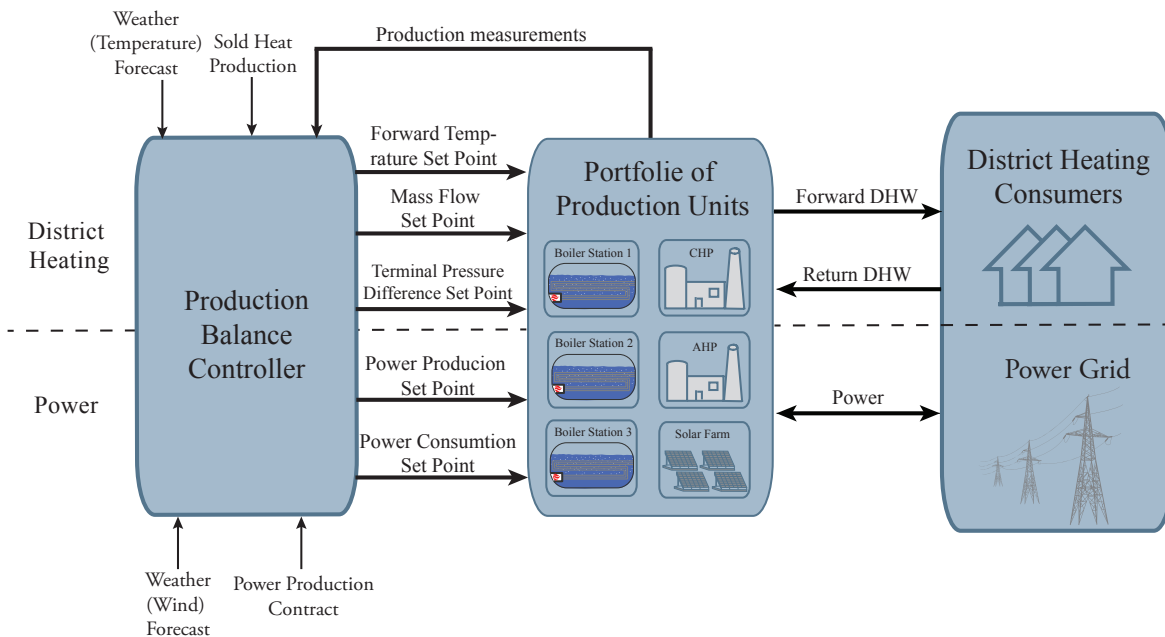 Weather
(Temperature)
Forecast
Sold Heat
Production
Production measurements
District
Heating
Power
Production
Balance
Controller
Forward Temp-
rature Set Point
Mass Flow
Set Point
Terminal Pressure
Difference Set Point
Power Producion
Set Point
Power Consumtion
Set Point
Weather
(Wind)
Forecast
Power Production
Contract
Portfolie of
Production Units
Boiler Station 1
CHP
Boiler Station 2
AHP
Boiler Station 3
Solar Farm
Forward DHW
Return DHW
Power
District Heating
Consumers
Power Grid